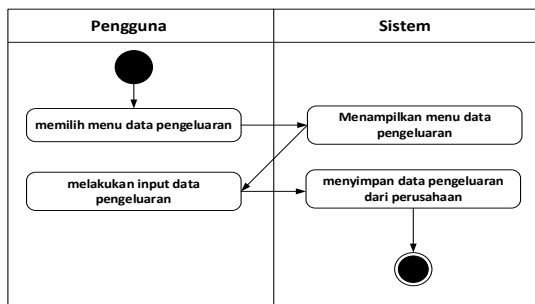 Pengguna
Sistem
memilih menu data pengeluaran
Menampilkan menu data
pengeluaran
melakukan input data
pengeluaran
menyimpan data pengeluaran
dari perusahaan